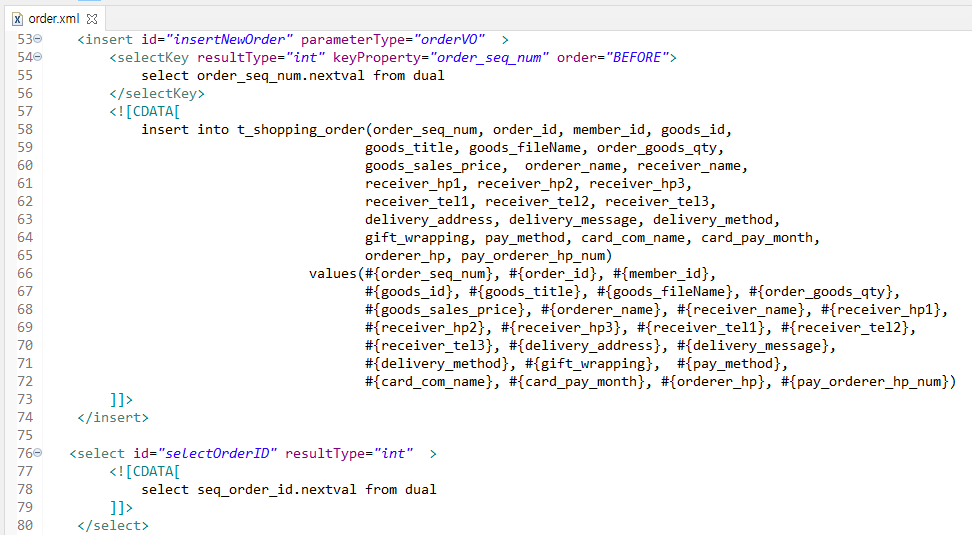 order.xml
53 <insert id="insertNewOrder" parameterType="orderVO" >
54 <selectKey resultType="int" keyProperty="order_seq_num" order="BEFORE">
55 select order_seq_num.nextval from dual
56 </selectKey>
57 <![CDATA[
58 insert into t_shopping_order(order_seq_num, order_id, member_id, goods_id,
59 goods_title, goods_fileName, order_goods_qty,
60 goods_sales_price, orderer_name, receiver_name,
61 receiver_hp1, receiver_hp2, receiver_hp3,
62 receiver_tel1, receiver_tel2, receiver_tel3,
63 delivery_address, delivery_message, delivery_method,
64 gift_wrapping, pay_method, card_com_name, card_pay_month,
65 orderer_hp, pay_orderer_hp_num)
66 values(#{order_seq_num}, #{order_id}, #{member_id},
67 #{goods_id}, #{goods_title}, #{goods_fileName}, #{order_goods_qty},
68 #{goods_sales_price}, #{orderer_name}, #{receiver_name}, #{receiver_hp1},
69 #{receiver_hp2}, #{receiver_hp3}, #{receiver_tel1}, #{receiver_tel2},
70 #{receiver_tel3}, #{delivery_address}, #{delivery_message},
71 #{delivery_method}, #{gift_wrapping}, #{pay_method},
72 #{card_com_name}, #{card_pay_month}, #{orderer_hp}, #{pay_orderer_hp_num})
73 ]]>
74 </insert>
75
76 <select id="selectOrderID" resultType="int" >
77 <![CDATA[
78 select seq_order_id.nextval from dual
79 ]]>
80 </select>